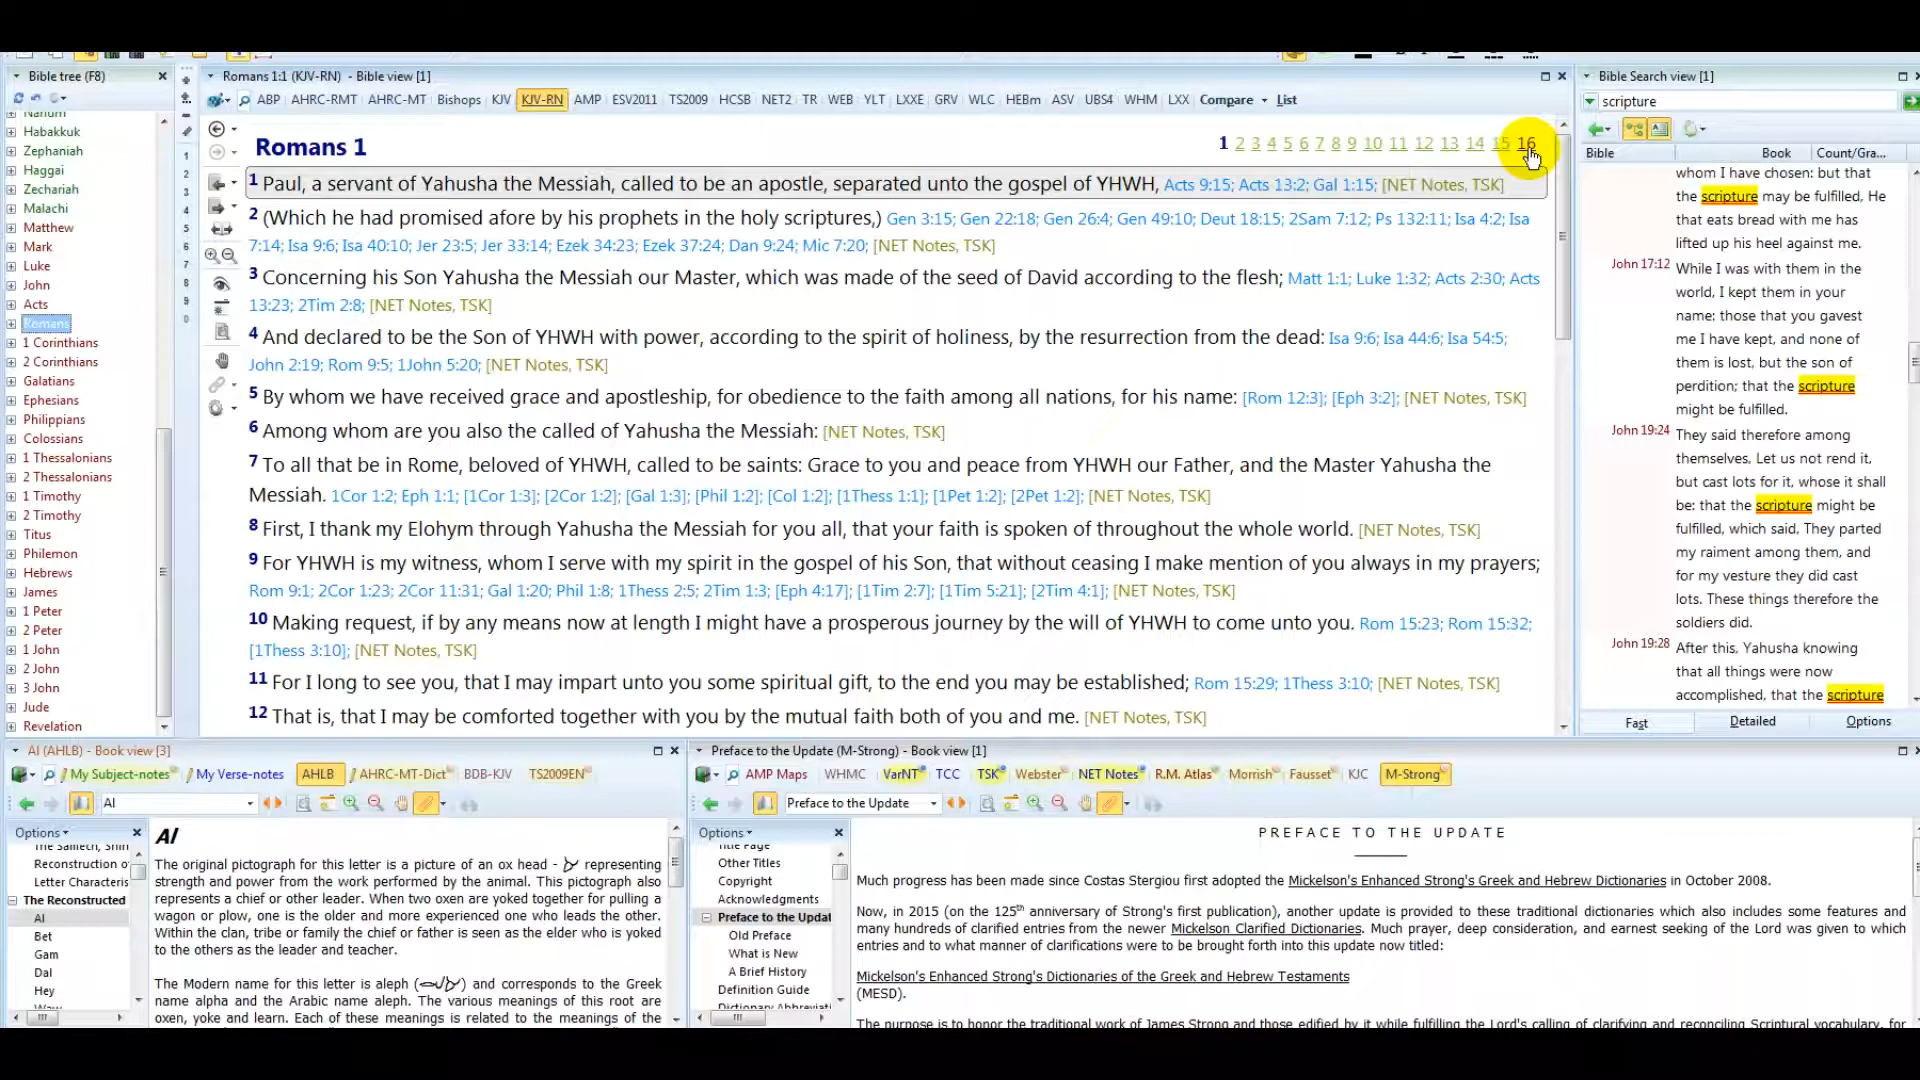 Bible tree (F8)
Habakkuk
Zephaniah
Haggai
Zechariah
Malachi
Matthew
Mark
Luke
John
Acts
Romans
1 Corinthians
2 Corinthians
Galatians
Ephesians
Philippians
Colossians
1 Thessalonians
2 Thessalonians
1 Timothy
2 Timothy
Titus
Philemon
Hebrews
James
1 Peter
2 Peter
1 John
2 John
3 John
Jude
Revelation
1
2
3
4
5
6
7
8
9
0
Romans 1:1 (KJV-RN) - Bible view [1]
ABP AHRC-RMT AHRC-MT Bishops KJV KJV-RN AMP ESV2011 TS2009 HCSB NET2 TR WEB YLT LXXE GRV WLC HEBm ASV UBS4 WHM LXX Compare List
Romans 1
1 2 3 4 5 6 7 8 9 10 11 12 13 14 15 16
1 Paul, a servant of Yahusha the Messiah, called to be an apostle, separated unto the gospel of YHWH, Acts 9:15; Acts 13:2; Gal 1:15; [NET Notes, TSK]
2 (Which he had promised afore by his prophets in the holy scriptures,) Gen 3:15; Gen 22:18; Gen 26:4; Gen 49:10; Deut 18:15; 2Sam 7:12; Ps 132:11; Isa 4:2; Isa
7:14; Isa 9:6; Isa 40:10; Jer 23:5; Jer 33:14; Ezek 34:23; Ezek 37:24; Dan 9:24; Mic 7:20; [NET Notes, TSK]
3 Concerning his Son Yahusha the Messiah our Master, which was made of the seed of David according to the flesh; Matt 1:1; Luke 1:32; Acts 2:30; Acts
13:23; 2Tim 2:8; [NET Notes, TSK]
4 And declared to be the Son of YHWH with power, according to the spirit of holiness, by the resurrection from the dead: Isa 9:6; Isa 44:6; Isa 54:5;
John 2:19; Rom 9:5; 1John 5:20; [NET Notes, TSK]
5 By whom we have received grace and apostleship, for obedience to the faith among all nations, for his name: [Rom 12:3]; [Eph 3:2]; [NET Notes, TSK]
6 Among whom are you also the called of Yahusha the Messiah: [NET Notes, TSK]
7 To all that be in Rome, beloved of YHWH, called to be saints: Grace to you and peace from YHWH our Father, and the Master Yahusha the
Messiah. 1Cor 1:2; Eph 1:1; [1Cor 1:3]; [2Cor 1:2]; [Gal 1:3]; [Phil 1:2]; [Col 1:2]; [1Thess 1:1]; [1Pet 1:2]; [2Pet 1:2]; [NET Notes, TSK]
8 First, I thank my Elohym through Yahusha the Messiah for you all, that your faith is spoken of throughout the whole world. [NET Notes, TSK]
9 For YHWH is my witness, whom I serve with my spirit in the gospel of his Son, that without ceasing I make mention of you always in my prayers;
Rom 9:1; 2Cor 1:23; 2Cor 11:31; Gal 1:20; Phil 1:8; 1Thess 2:5; 2Tim 1:3; [Eph 4:17]; [1Tim 2:7]; [1Tim 5:21]; [2Tim 4:1]; [NET Notes, TSK]
10 Making request, if by any means now at length I might have a prosperous journey by the will of YHWH to come unto you. Rom 15:23; Rom 15:32;
[1Thess 3:10]; [NET Notes, TSK]
11 For I long to see you, that I may impart unto you some spiritual gift, to the end you may be established; Rom 15:29; 1Thess 3:10; [NET Notes, TSK]
12 That is, that I may be comforted together with you by the mutual faith both of you and me. [NET Notes, TSK]
Bible Search view [1]
scripture
Bible Book Count/Gra...
whom I have chosen: but that
the scripture may be fulfilled, He
that eats bread with me has
lifted up his heel against me.
John 17:12 While I was with them in the
world, I kept them in your
name: those that you gavest
me I have kept, and none of
them is lost, but the son of
perdition; that the scripture
might be fulfilled.
John 19:24 They said therefore among
themselves, Let us not rend it,
but cast lots for it, whose it shall
be: that the scripture might be
fulfilled, which said, They parted
my raiment among them, and
for my vesture they did cast
lots. These things therefore the
soldiers did.
John 19:28 After this, Yahusha knowing
that all things were now
accomplished, that the scripture
Fast Detailed Options
AI (AHLB) - Book view [3]
My Subject-notes My Verse-notes AHLB AHRC-MT-Dict BDB-KJV TS2009EN
Al
Options
Reconstruction o
Letter Characteris
The Reconstructed
Al
Bet
Gam
Dal
Hey
Al
The original pictograph for this letter is a picture of an ox head - representing
strength and power from the work performed by the animal. This pictograph also
represents a chief or other leader. When two oxen are yoked together for pulling a
wagon or plow, one is the older and more experienced one who leads the other.
Within the clan, tribe or family the chief or father is seen as the elder who is yoked
to the others as the leader and teacher.
The Modern name for this letter is aleph ( ) and corresponds to the Greek
name alpha and the Arabic name aleph. The various meanings of this root are
oxen, yoke and learn. Each of these meanings is related to the meanings of the
Preface to the Update (M-Strong) - Book view [1]
AMP Maps WHMC VarNT TCC TSK Webster NET Notes R.M. Atlas Morrish Fausset KJC M-Strong
Preface to the Update
Options
Title Page
Other Titles
Copyright
Acknowledgments
Preface to the Updat
Old Preface
What is New
A Brief History
Definition Guide
Dictionary Abbreviati
PREFACE TO THE UPDATE
Much progress has been made since Costas Stergiou first adopted the Mickelson's Enhanced Strong's Greek and Hebrew Dictionaries in October 2008.
Now, in 2015 (on the 125th anniversary of Strong's first publication), another update is provided to these traditional dictionaries which also includes some features and
many hundreds of clarified entries from the newer Mickelson Clarified Dictionaries. Much prayer, deep consideration, and earnest seeking of the Lord was given to which
entries and to what manner of clarifications were to be brought forth into this update now titled:
Mickelson's Enhanced Strong's Dictionaries of the Greek and Hebrew Testaments
(MESD).
The purpose is to honor the traditional work of James Strong and those edified by it while fulfilling the Lord's calling of clarifying and reconciling Scriptural vocabulary, for